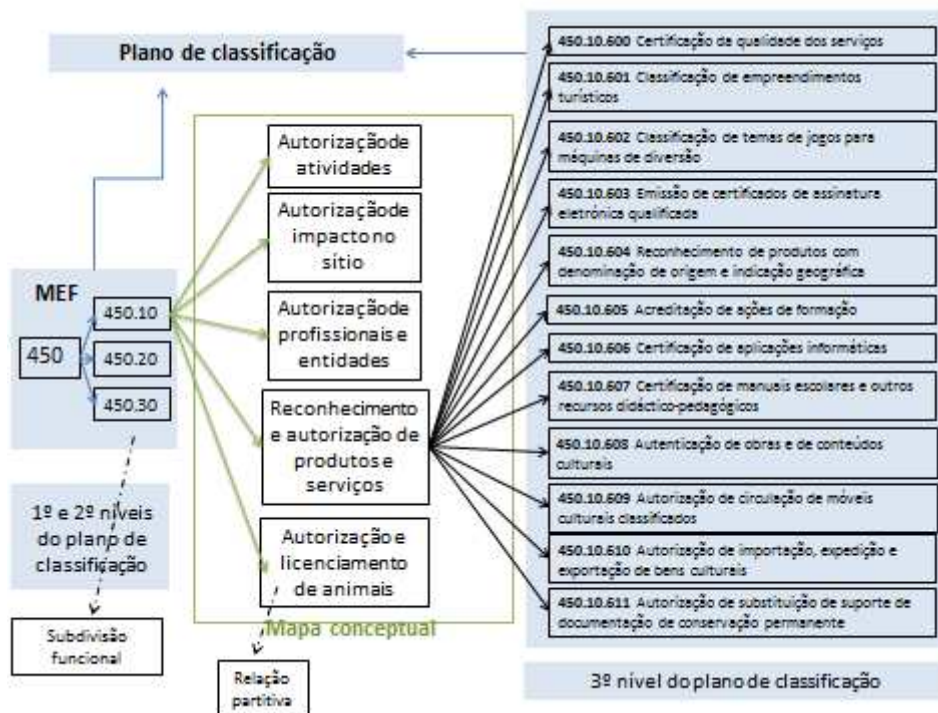 Plano de classificação
MEF
450
450.10
450.20
450.30
1º e 2º níveis
do plano de
classificação
Subdivisão
funcional
Autorizaçãode
atividades
Autorizaçãode
impacto no
sítio
Autorizaçãode
profissionais e
entidades
Reconhecimento
e autorização de
produtos e
serviços
Autorização e
licenciamento
de animais
Mapa conceptual
Relação
partitiva
450.10.600 Certificação da qualidade dos serviços
450.10.601 Classificação de empreendimentos
turísticos
450.10.602 Classificação de temas de jogos para
máquinas de diversão
450.10.603 Emissão de certificados de assinatura
eletrónica qualificada
450.10.604 Reconhecimento de produtos com
denominação de origem e indicação geográfica
450.10.605 Acreditação de ações de formação
450.10.606 Certificação de aplicações informáticas
450.10.607 Certificação de manuais escolares e outros
recursos didáctico-pedagógicos
450.10.608 Autenticação de obras e de conteúdos
culturais
450.10.609 Autorização de circulação de móveis
culturais classificados
450.10.610 Autorização de importação, expedição e
exportação de bens culturais
450.10.611 Autorização de substituição de suporte de
documentação de conservação permanente
3º nível do plano de classificação